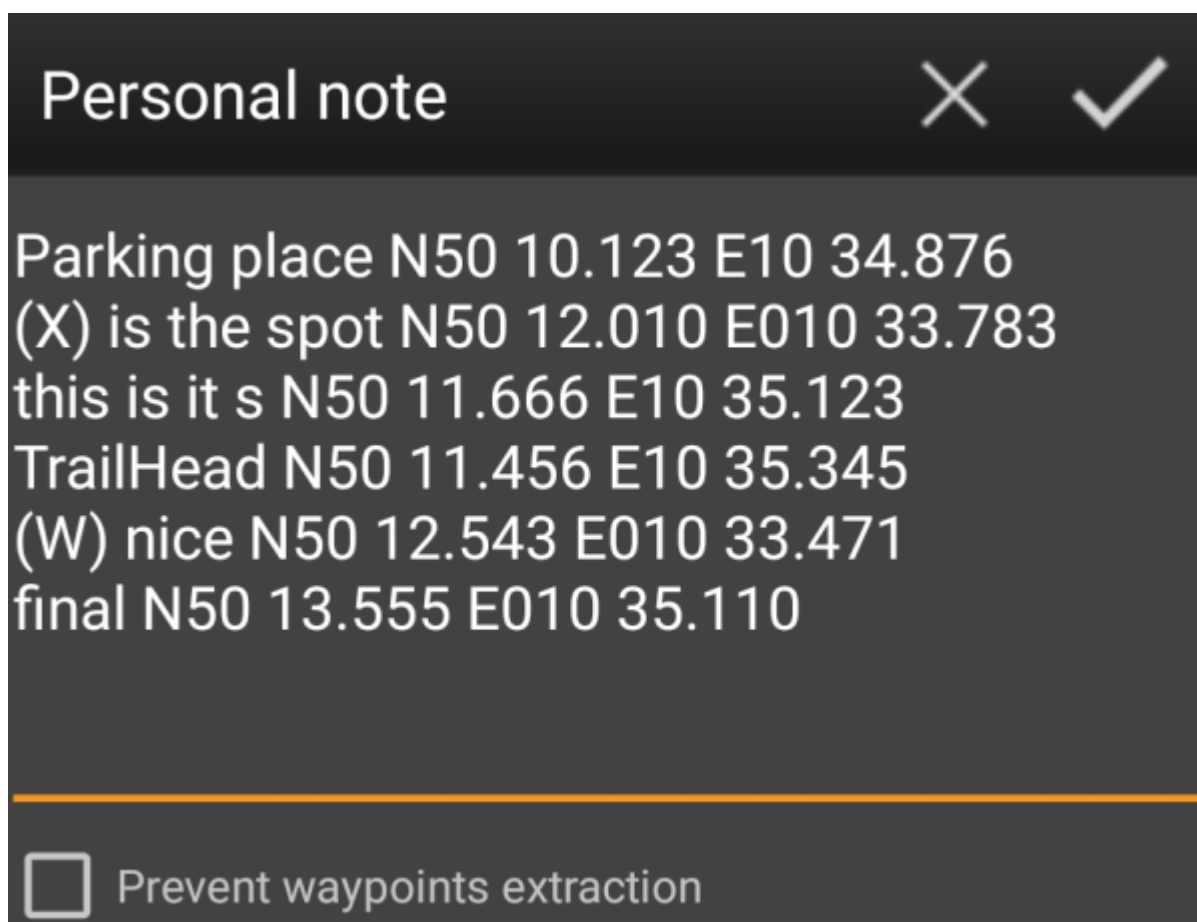 Personal note
Parking place N50 10.123 E10 34.876
(X) is the spot N50 12.010 E010 33.783
this is it s N50 11.666 E10 35.123
TrailHead N50 11.456 E10 35.345
(W) nice N50 12.543 E010 33.471
final N50 13.555 E010 35.110
Prevent waypoints extraction